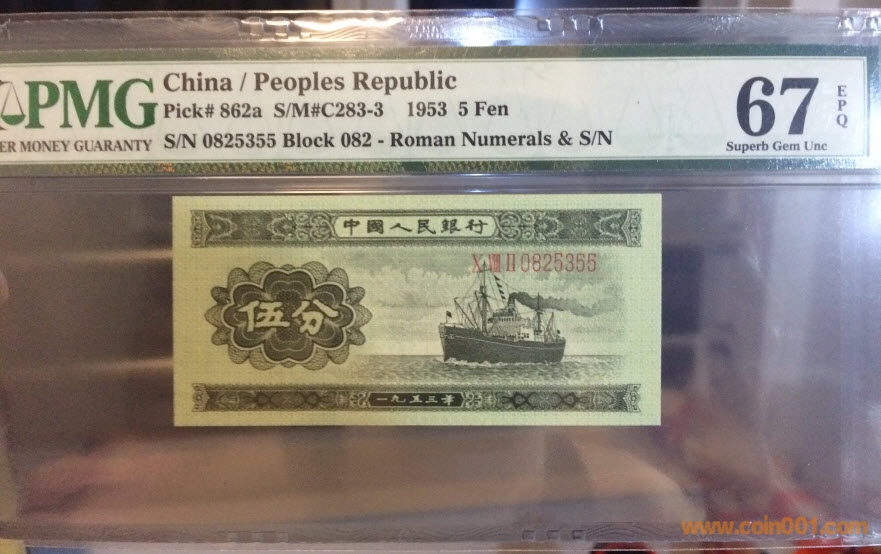 PMG
ER MONEY GUARANTY
China / Peoples Republic
Pick# 862a S/M#C283-3 1953 5 Fen
S/N 0825355 Block 082 - Roman Numerals & S/N
67
EPQ
Superb Gem Unc
中國人民銀行
X VIII II 0825355
伍分
一九五三年
www.coin001.com